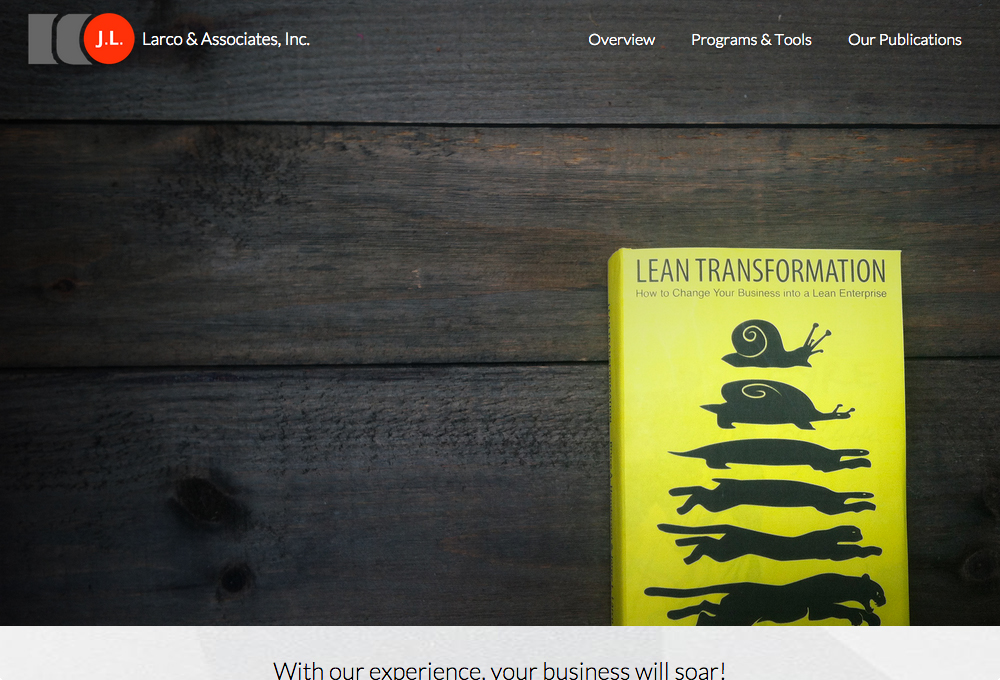 J.L. Larco & Associates, Inc.
Overview
Programs & Tools
Our Publications
LEAN TRANSFORMATION
How to Change Your Business into a Lean Enterprise
With our experience, your business will soar!